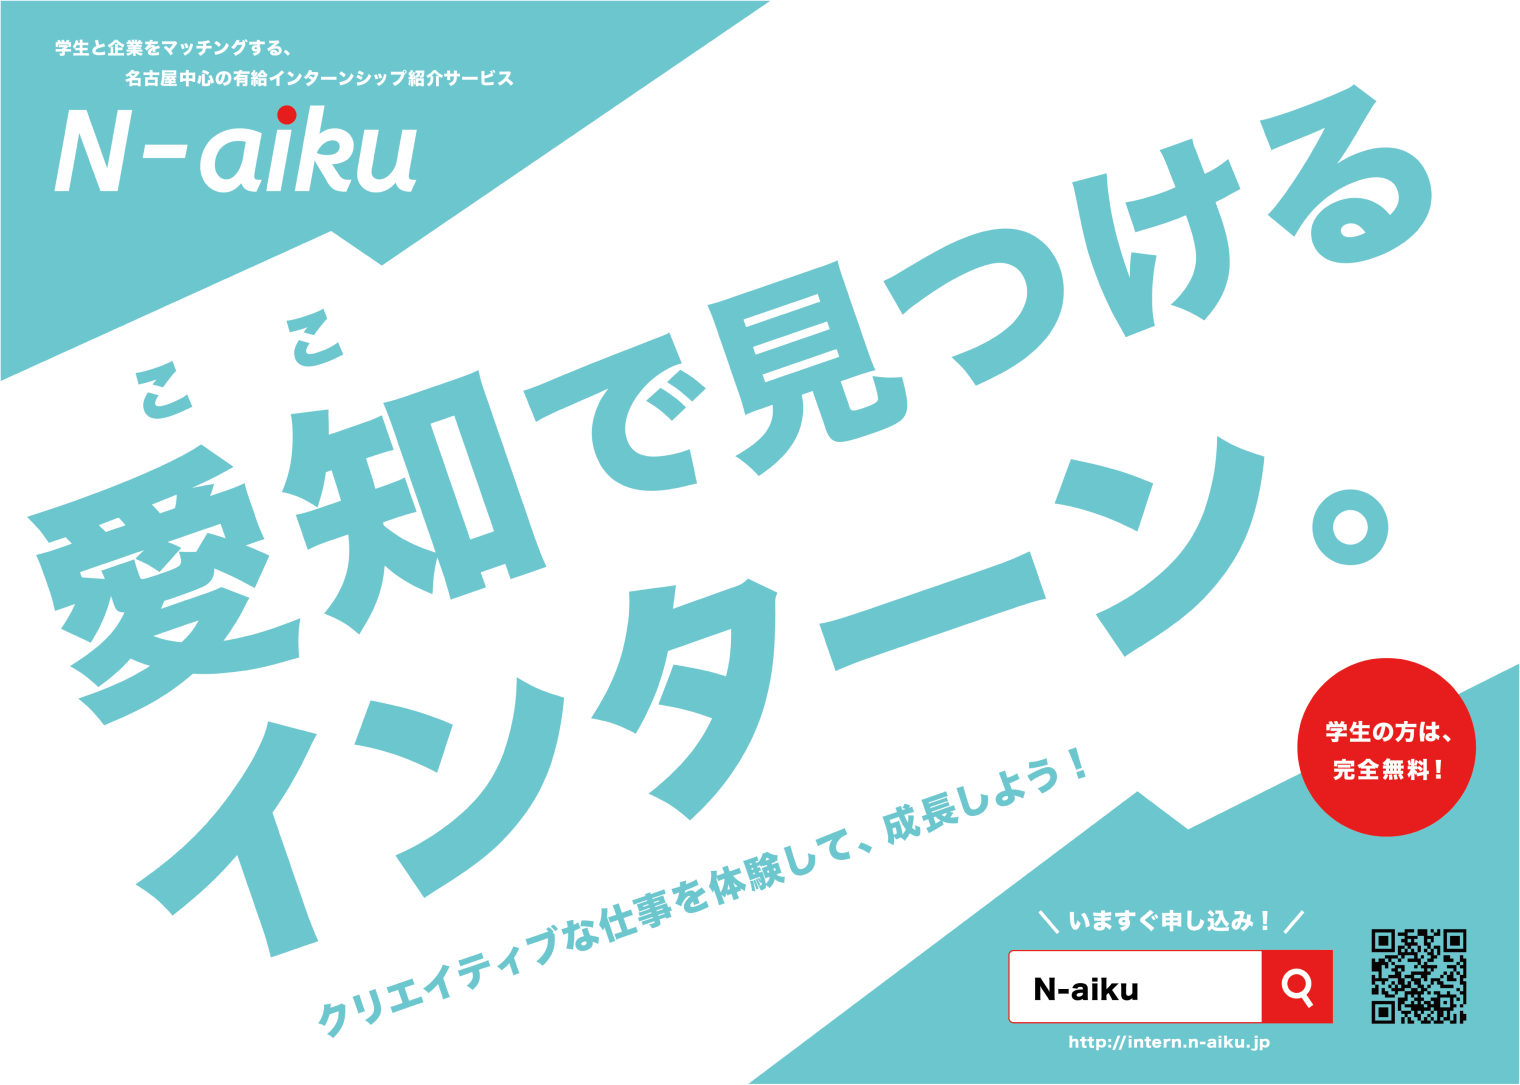 学生と企業をマッチングする、
名古屋中心の有給インターンシップ紹介サービス
N-aiku
ここ
愛知で見つける
インターン。
クリエイティブな仕事を体験して、成長しよう！
学生の方は、
完全無料！
＼ いますぐ申し込み！ ／
N-aiku
http://intern.n-aiku.jp